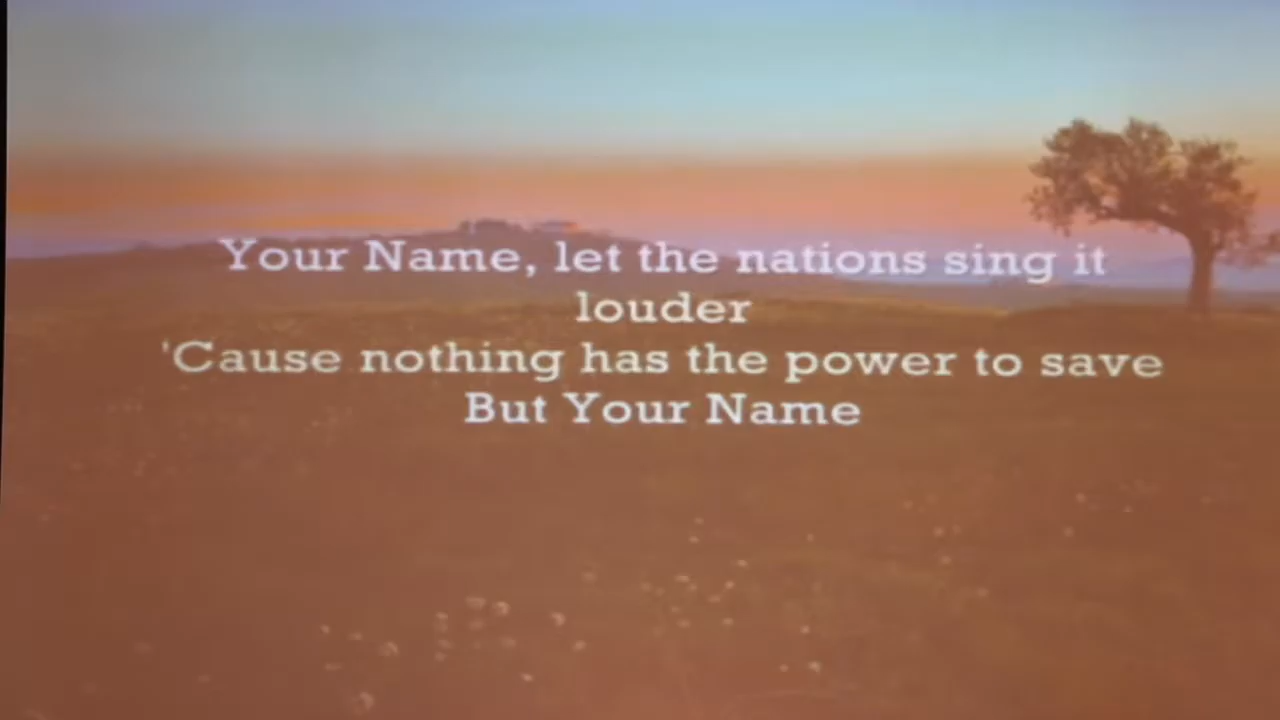 Your Name, let the nations sing it
louder
'Cause nothing has the power to save
But Your Name